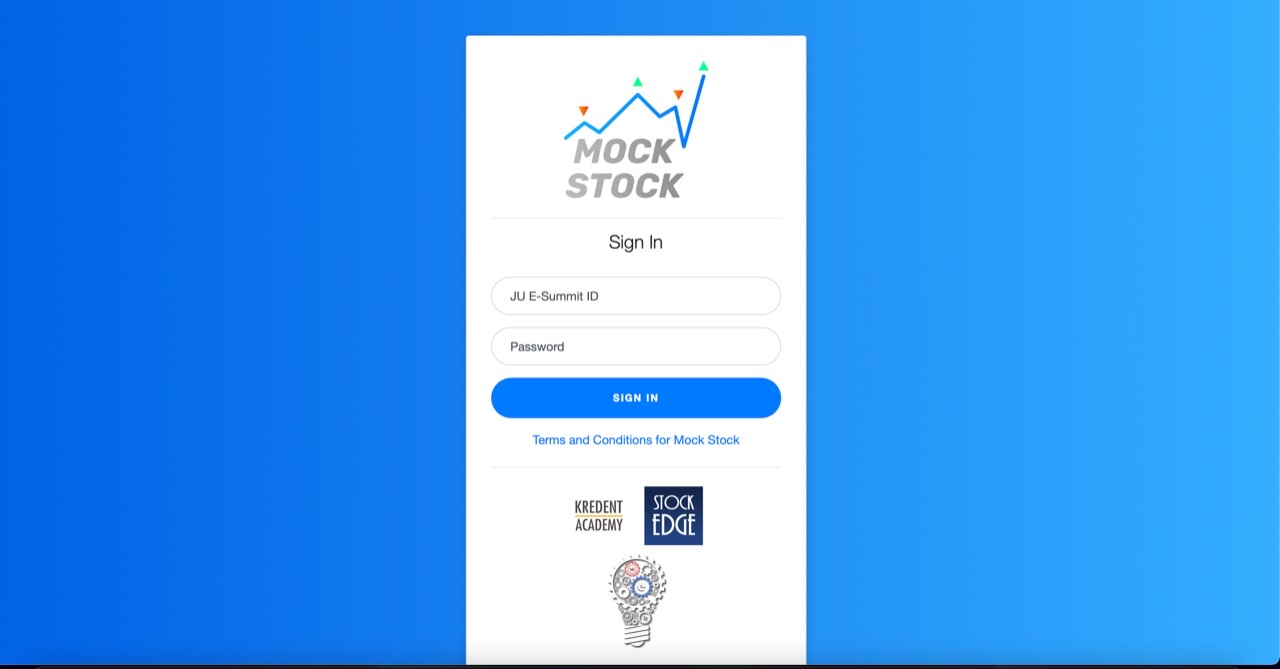 MOCK
STOCK
Sign In
JU E-Summit ID
Password
SIGN IN
Terms and Conditions for Mock Stock
KREDENT
ACADEMY
STOCK
EDGE